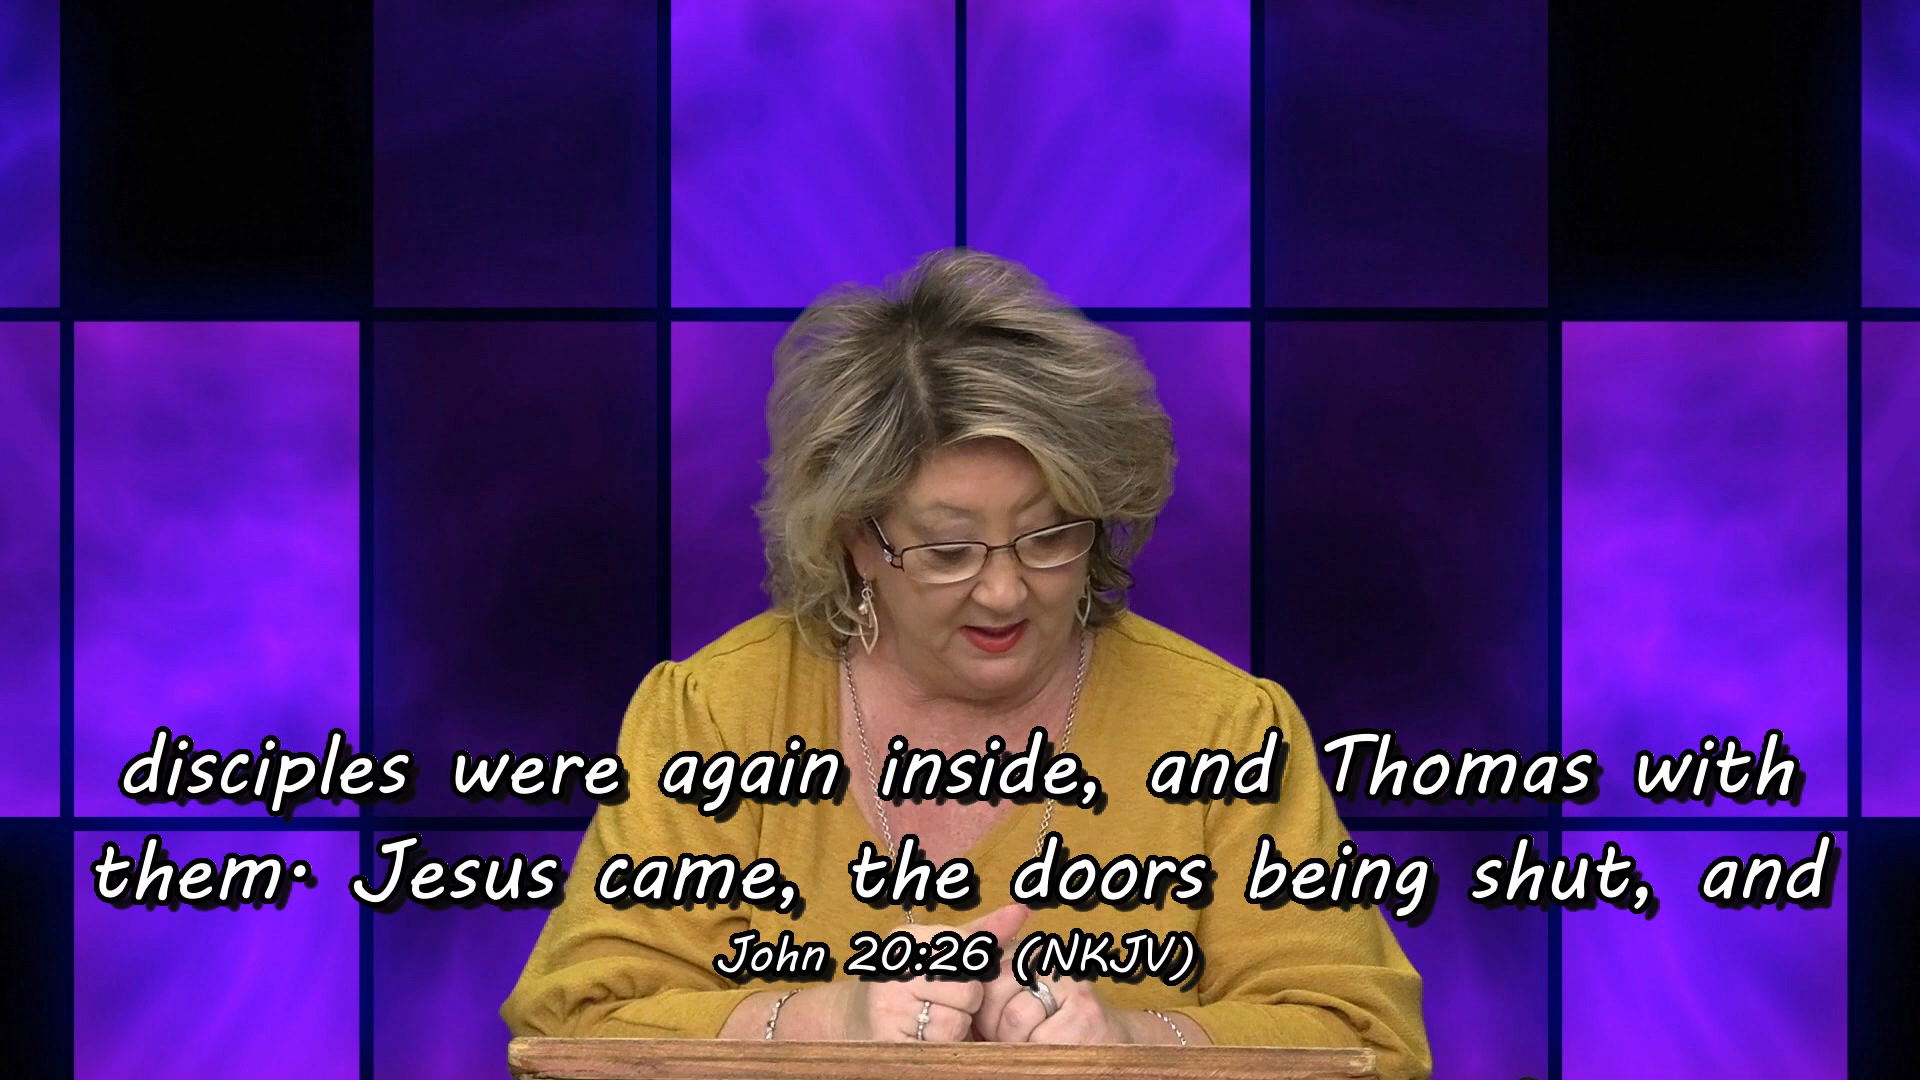 disciples were again inside, and Thomas with
them. Jesus came, the doors being shut, and
John 20:26 (NKJV)